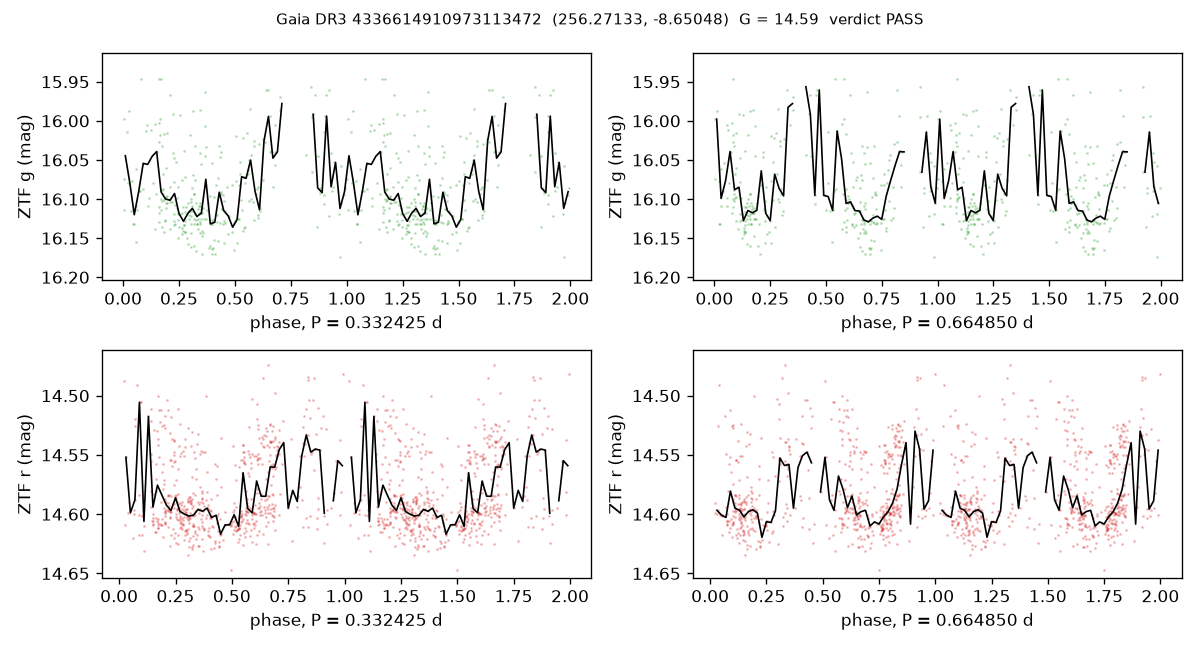 Gaia DR3 4336614910973113472  (256.27133, -8.65048)  G = 14.59  verdict PASS
ZTF g (mag)
15.95
16.00
16.05
16.10
16.15
16.20
0.00 0.25 0.50 0.75 1.00 1.25 1.50 1.75 2.00
phase, P = 0.332425 d
ZTF g (mag)
15.95
16.00
16.05
16.10
16.15
16.20
0.00 0.25 0.50 0.75 1.00 1.25 1.50 1.75 2.00
phase, P = 0.664850 d
ZTF r (mag)
14.50
14.55
14.60
14.65
0.00 0.25 0.50 0.75 1.00 1.25 1.50 1.75 2.00
phase, P = 0.332425 d
ZTF r (mag)
14.50
14.55
14.60
14.65
0.00 0.25 0.50 0.75 1.00 1.25 1.50 1.75 2.00
phase, P = 0.664850 d